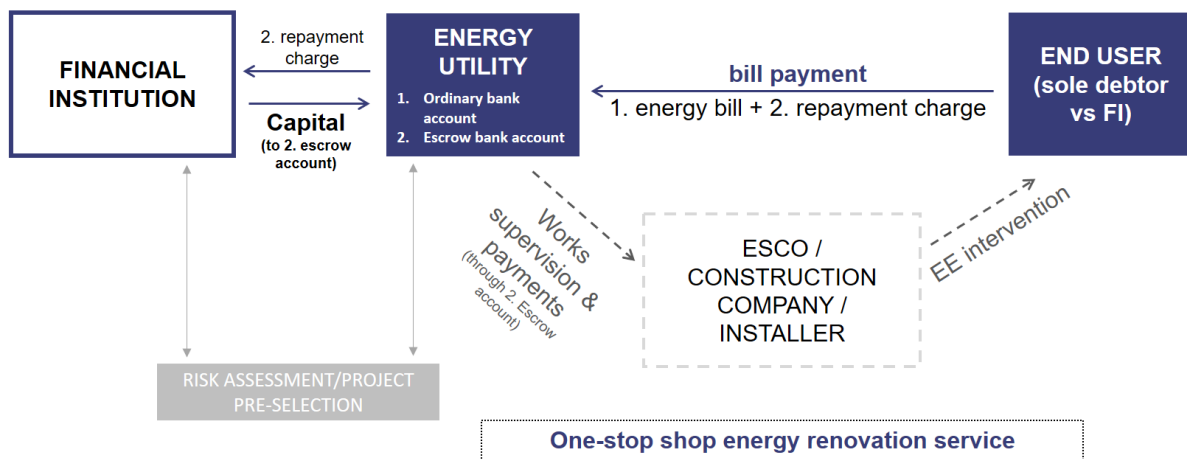 FINANCIAL
INSTITUTION
2. repayment
charge
Capital
(to 2. escrow
account)
ENERGY
UTILITY
1. Ordinary bank
account
2. Escrow bank account
bill payment
1. energy bill + 2. repayment charge
END USER
(sole debtor
vs FI)
Works
supervision &
payments
(through 2. Escrow
account)
ESCO /
CONSTRUCTION
COMPANY /
INSTALLER
EE intervention
RISK ASSESSMENT/PROJECT
PRE-SELECTION
One-stop shop energy renovation service